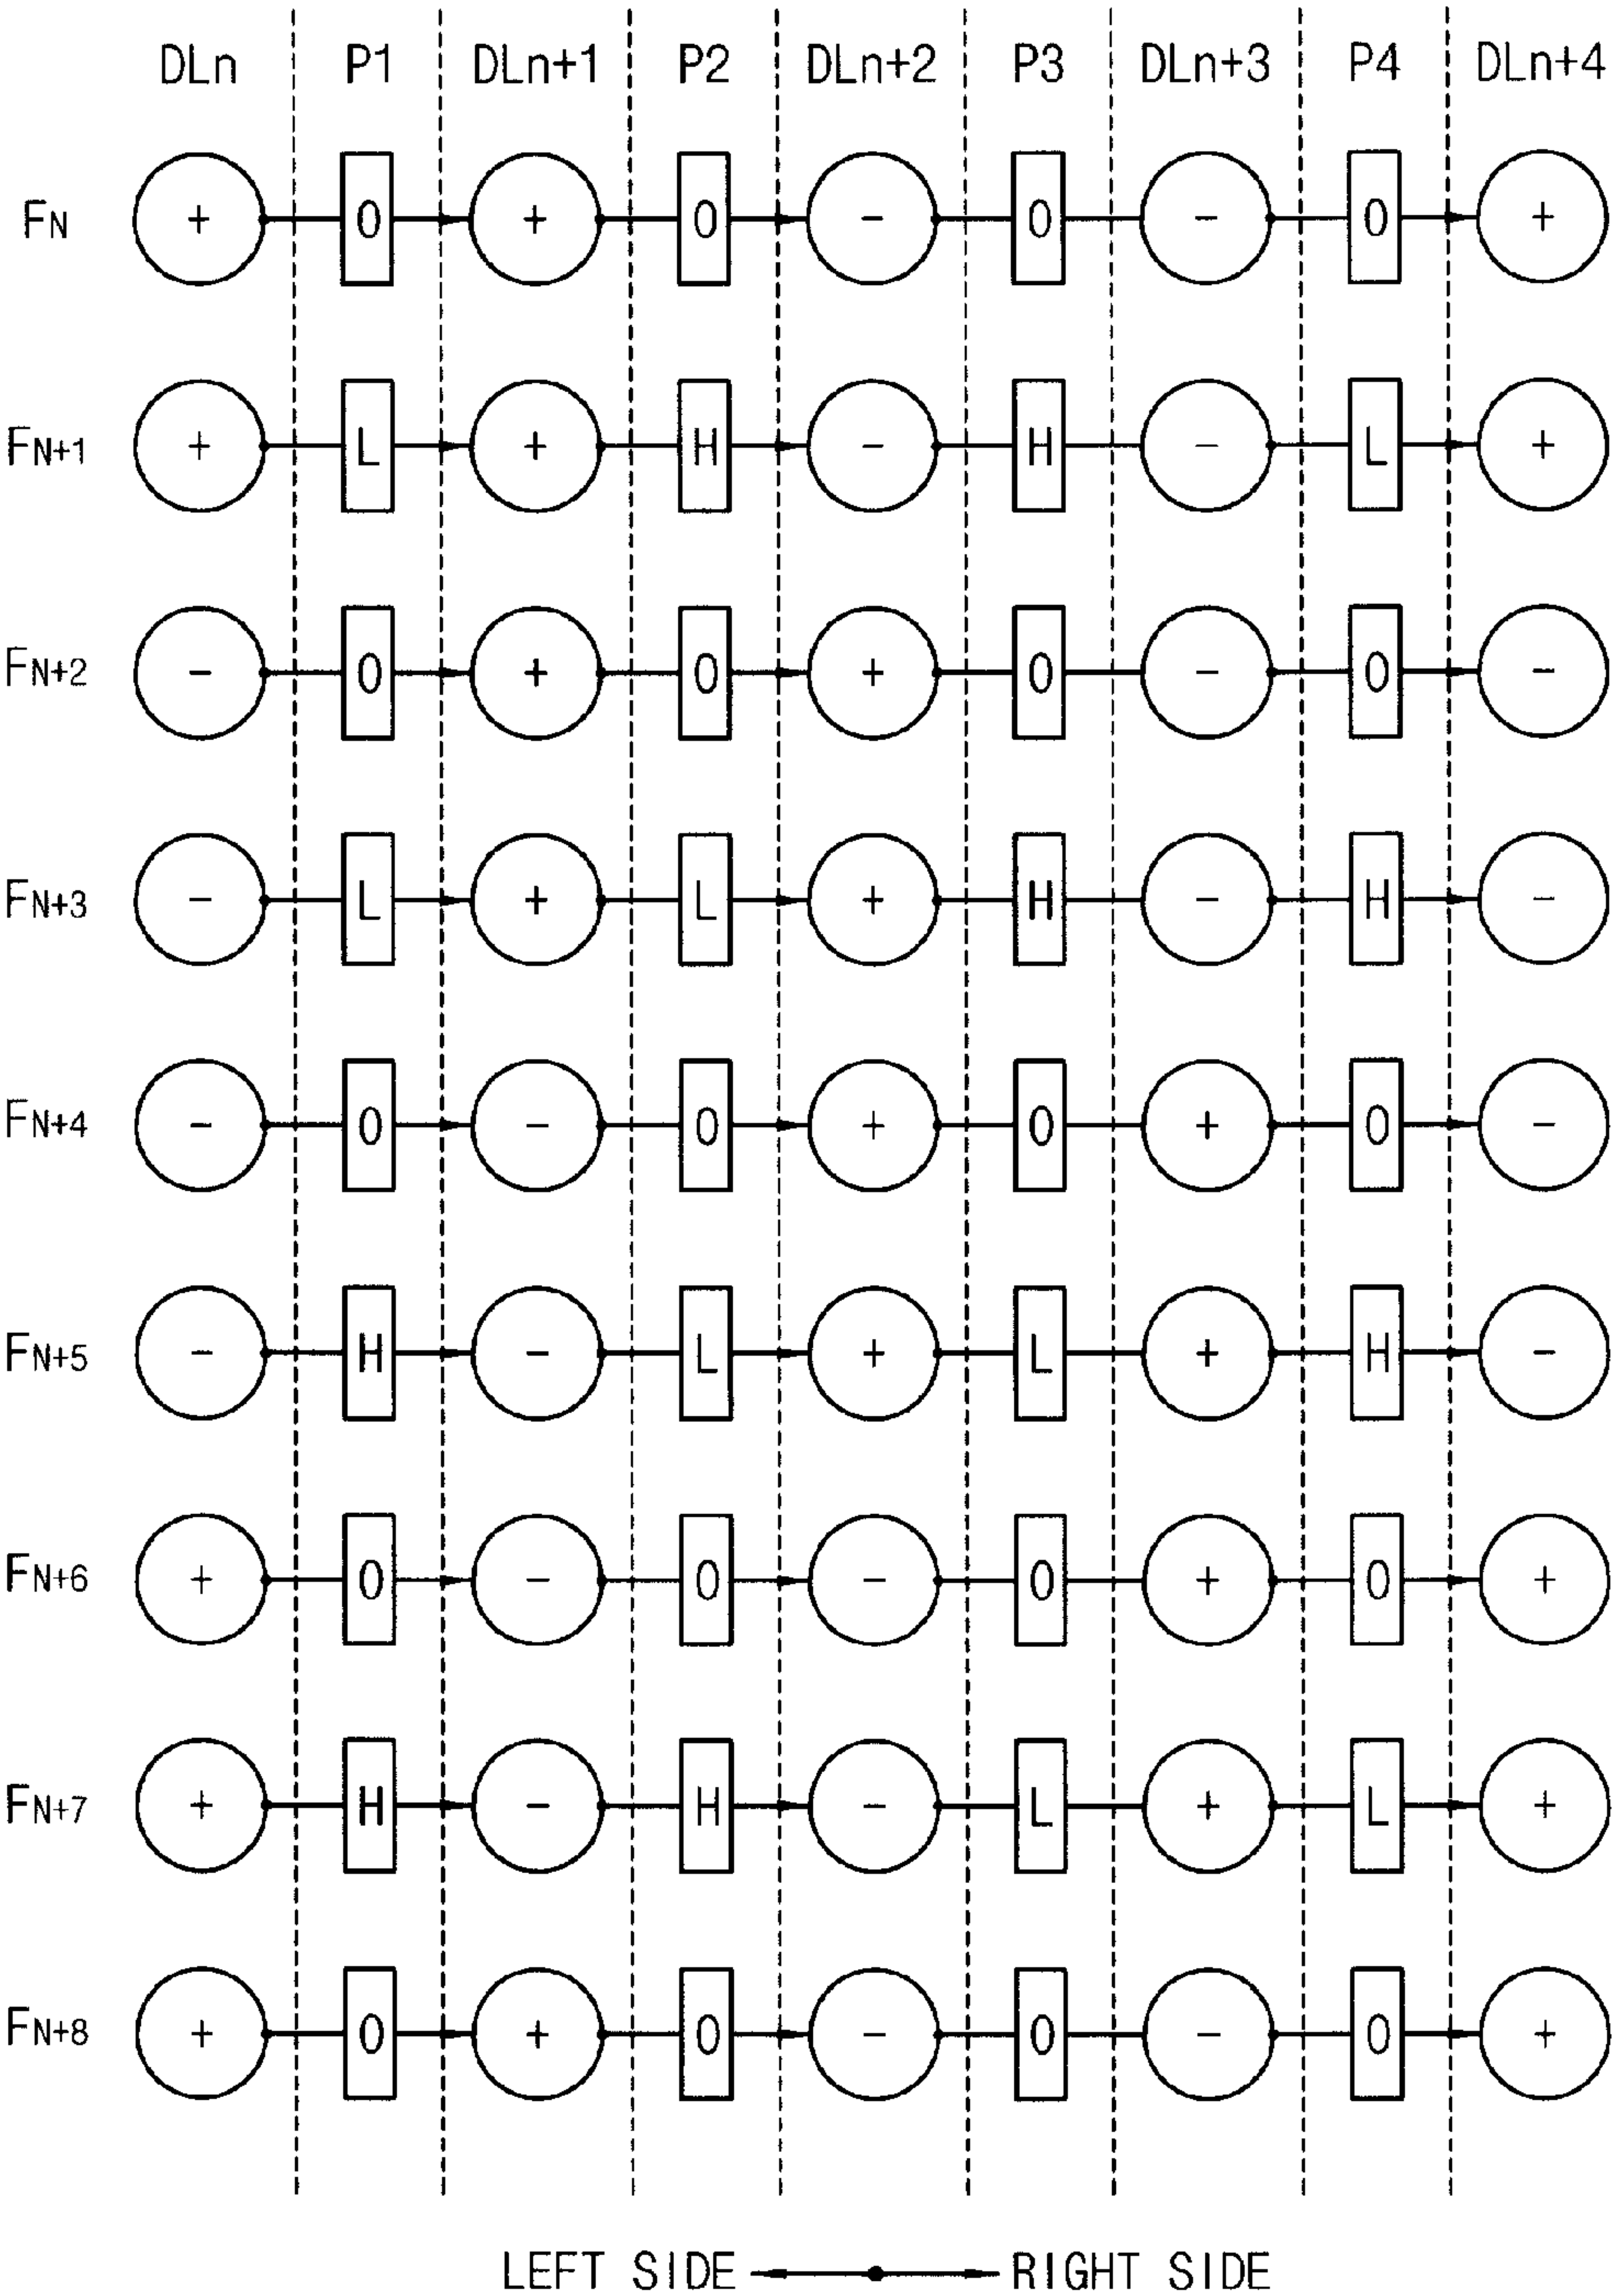 DLn P1 DLn+1 P2 DLn+2 P3 DLn+3 P4 DLn+4
FN + 0 + 0 - 0 - 0 +
FN+1 + L + H - H - L +
FN+2 - 0 + 0 + 0 - 0 -
FN+3 - L + L + H - H -
FN+4 - 0 - 0 + 0 + 0 -
FN+5 - H - L + L + H -
FN+6 + 0 - 0 - 0 + 0 +
FN+7 + H - H - L + L +
FN+8 + 0 + 0 - 0 - 0 +
LEFT SIDE RIGHT SIDE